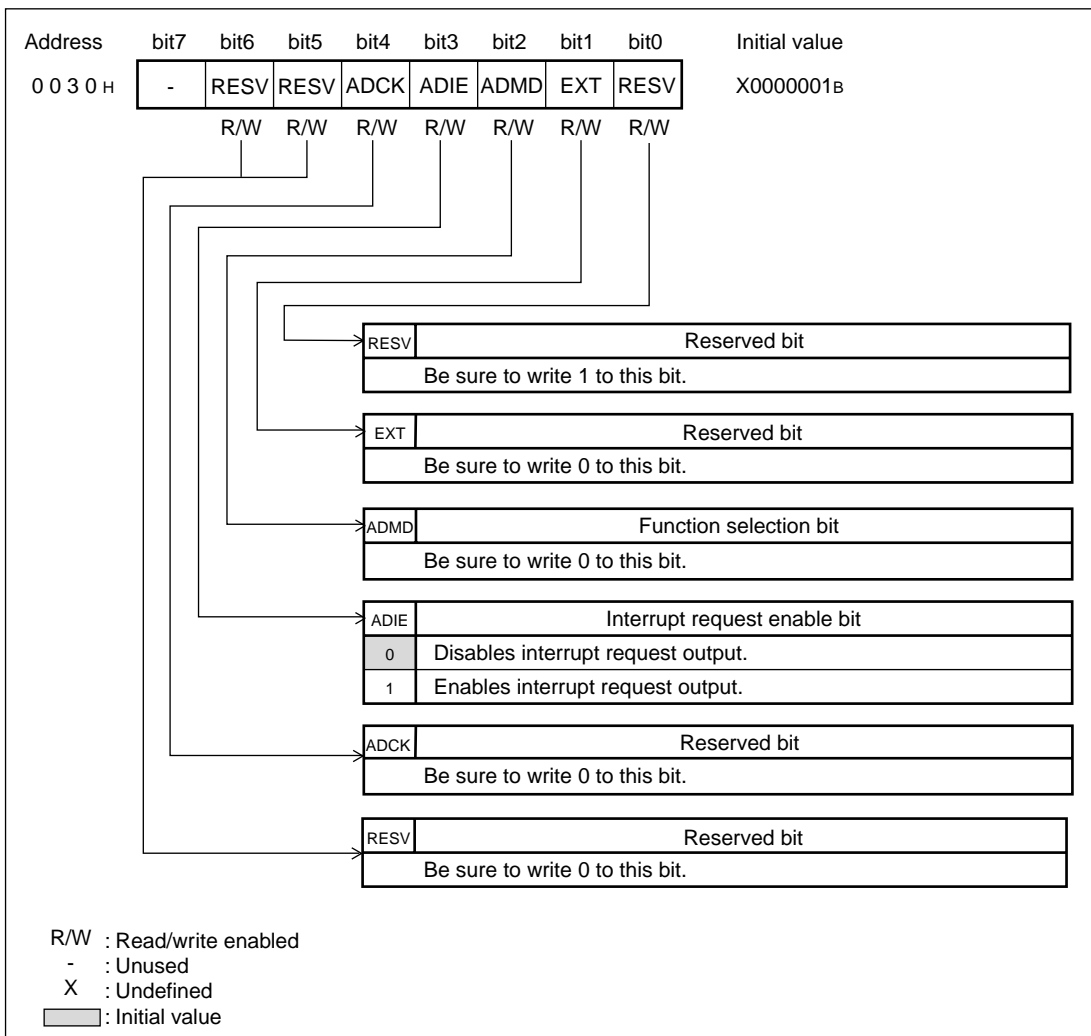 Address bit7 bit6 bit5 bit4 bit3 bit2 bit1 bit0 Initial value
0 0 3 0 H - RESV RESV ADCK ADIE ADMD EXT RESV X0000001B
R/W R/W R/W R/W R/W R/W R/W
RESV Reserved bit
Be sure to write 1 to this bit.
EXT Reserved bit
Be sure to write 0 to this bit.
ADMD Function selection bit
Be sure to write 0 to this bit.
ADIE Interrupt request enable bit
0 Disables interrupt request output.
1 Enables interrupt request output.
ADCK Reserved bit
Be sure to write 0 to this bit.
RESV Reserved bit
Be sure to write 0 to this bit.
R/W : Read/write enabled
- : Unused
X : Undefined
: Initial value